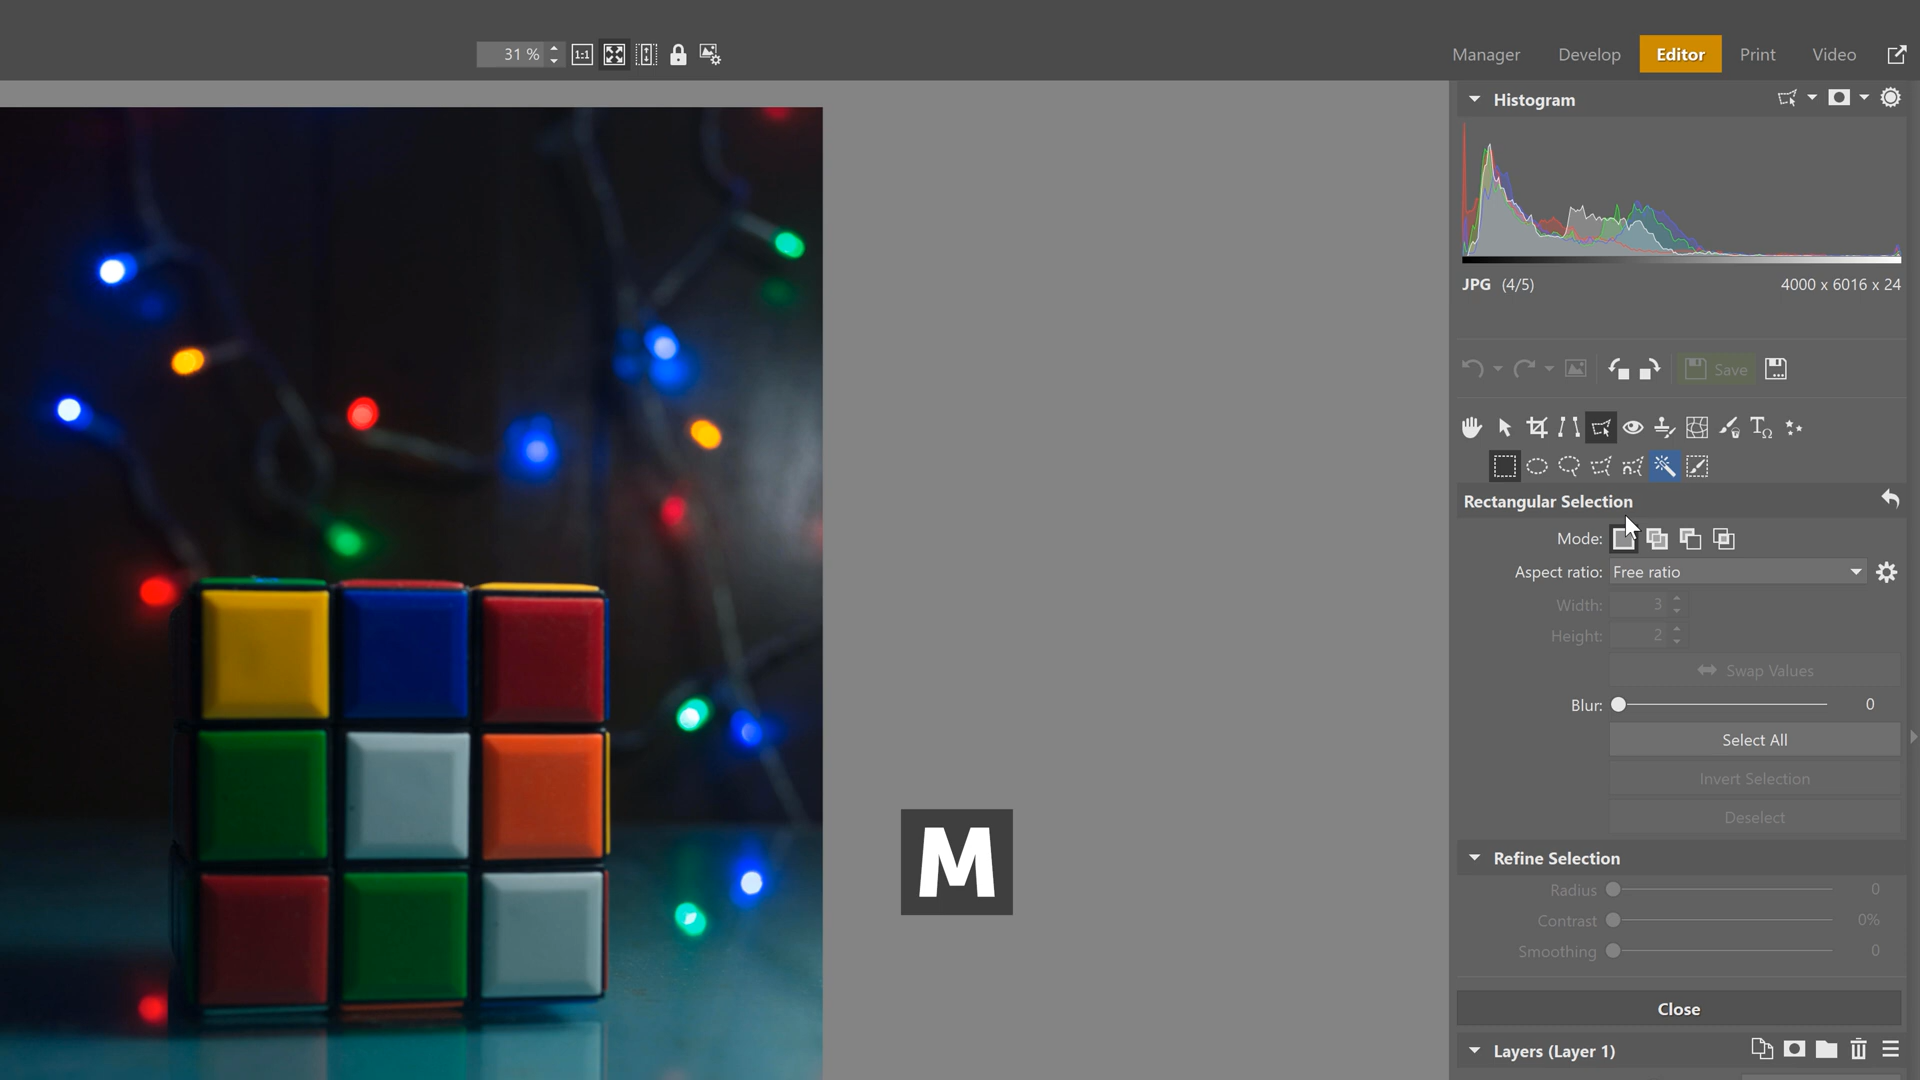 31 %
1:1
Manager
Develop
Editor
Print
Video
Histogram
JPG (4/5)
4000 x 6016 x 24
Save
Rectangular Selection
Mode:
Aspect ratio: Free ratio
Width: 3
Height: 2
Swap Values
Blur: 0
Select All
Invert Selection
Deselect
M
Refine Selection
Radius 0
Contrast 0%
Smoothing 0
Close
Layers (Layer 1)